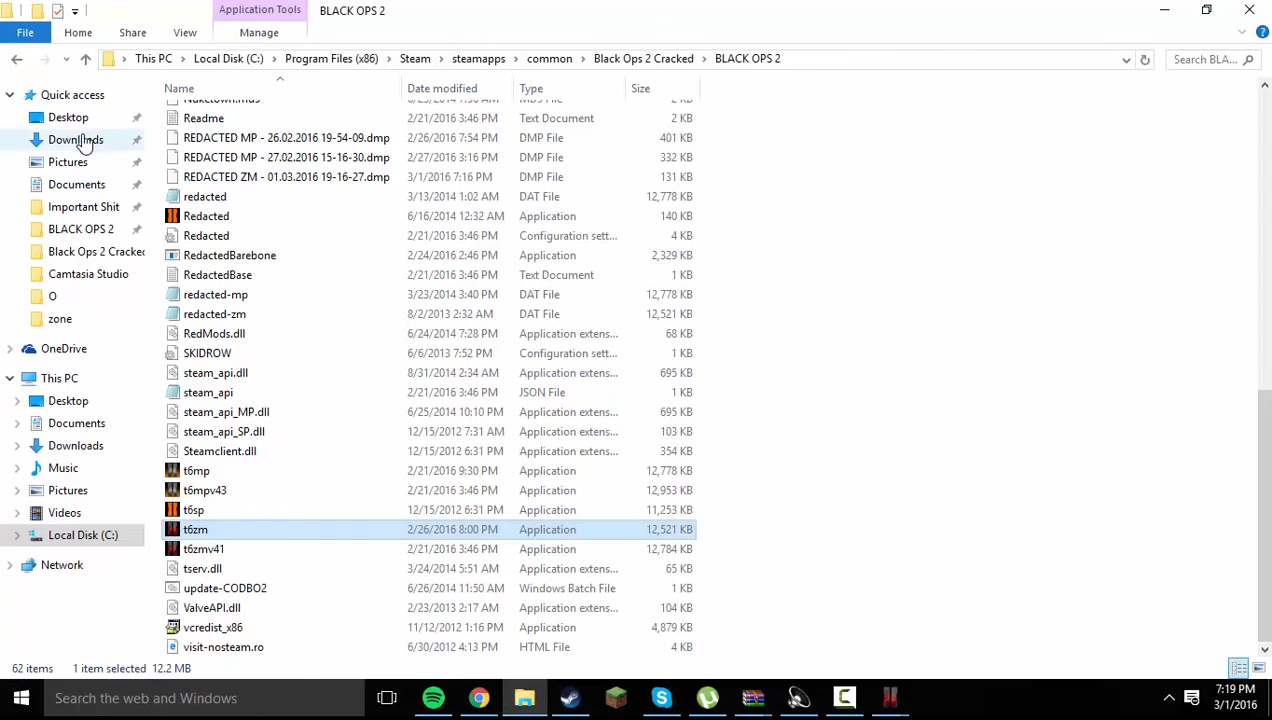 Application Tools
BLACK OPS 2
File
Home
Share
View
Manage
This PC
Local Disk (C:)
Program Files (x86)
Steam
steamapps
common
Black Ops 2 Cracked
BLACK OPS 2
Search BLA...
Name
Date modified
Type
Size
Quick access
Desktop
Downloads
Pictures
Documents
Important Shit
BLACK OPS 2
Black Ops 2 Cracked
Camtasia Studio
O
zone
OneDrive
This PC
Desktop
Documents
Downloads
Music
Pictures
Videos
Local Disk (C:)
Network
Readme 2/21/2016 3:46 PM Text Document 2 KB
REDACTED MP - 26.02.2016 19-54-09.dmp 2/26/2016 7:54 PM DMP File 401 KB
REDACTED MP - 27.02.2016 15-16-30.dmp 2/27/2016 3:16 PM DMP File 332 KB
REDACTED ZM - 01.03.2016 19-16-27.dmp 3/1/2016 7:16 PM DMP File 131 KB
redacted 3/13/2014 1:02 AM DAT File 12,778 KB
Redacted 6/16/2014 12:32 AM Application 140 KB
Redacted 2/21/2016 3:46 PM Configuration sett... 4 KB
RedactedBarebone 2/24/2016 2:46 PM Application 2,329 KB
RedactedBase 2/21/2016 3:46 PM Text Document 1 KB
redacted-mp 3/23/2014 3:40 PM DAT File 12,778 KB
redacted-zm 8/2/2013 2:32 AM DAT File 12,521 KB
RedMods.dll 6/24/2014 7:28 PM Application extens... 68 KB
SKIDROW 6/6/2013 7:52 PM Configuration sett... 1 KB
steam_api.dll 8/31/2014 2:34 AM Application extens... 695 KB
steam_api 2/21/2016 3:46 PM JSON File 1 KB
steam_api_MP.dll 6/25/2014 10:10 PM Application extens... 695 KB
steam_api_SP.dll 12/15/2012 7:31 AM Application extens... 103 KB
Steamclient.dll 12/15/2012 6:31 PM Application extens... 354 KB
t6mp 2/21/2016 9:30 PM Application 12,778 KB
t6mpv43 2/21/2016 3:46 PM Application 12,953 KB
t6sp 12/15/2012 6:31 PM Application 11,253 KB
t6zm 2/26/2016 8:00 PM Application 12,521 KB
t6zmv41 2/21/2016 3:46 PM Application 12,784 KB
tserv.dll 3/24/2014 5:51 AM Application extens... 65 KB
update-CODBO2 6/26/2014 11:50 AM Windows Batch File 1 KB
ValveAPI.dll 2/23/2013 2:17 AM Application extens... 104 KB
vcredist_x86 11/12/2012 1:16 PM Application 4,879 KB
visit-nosteam.ro 6/30/2012 4:13 PM HTML File 4 KB
62 items
1 item selected 12.2 MB
Search the web and Windows
7:19 PM
3/1/2016